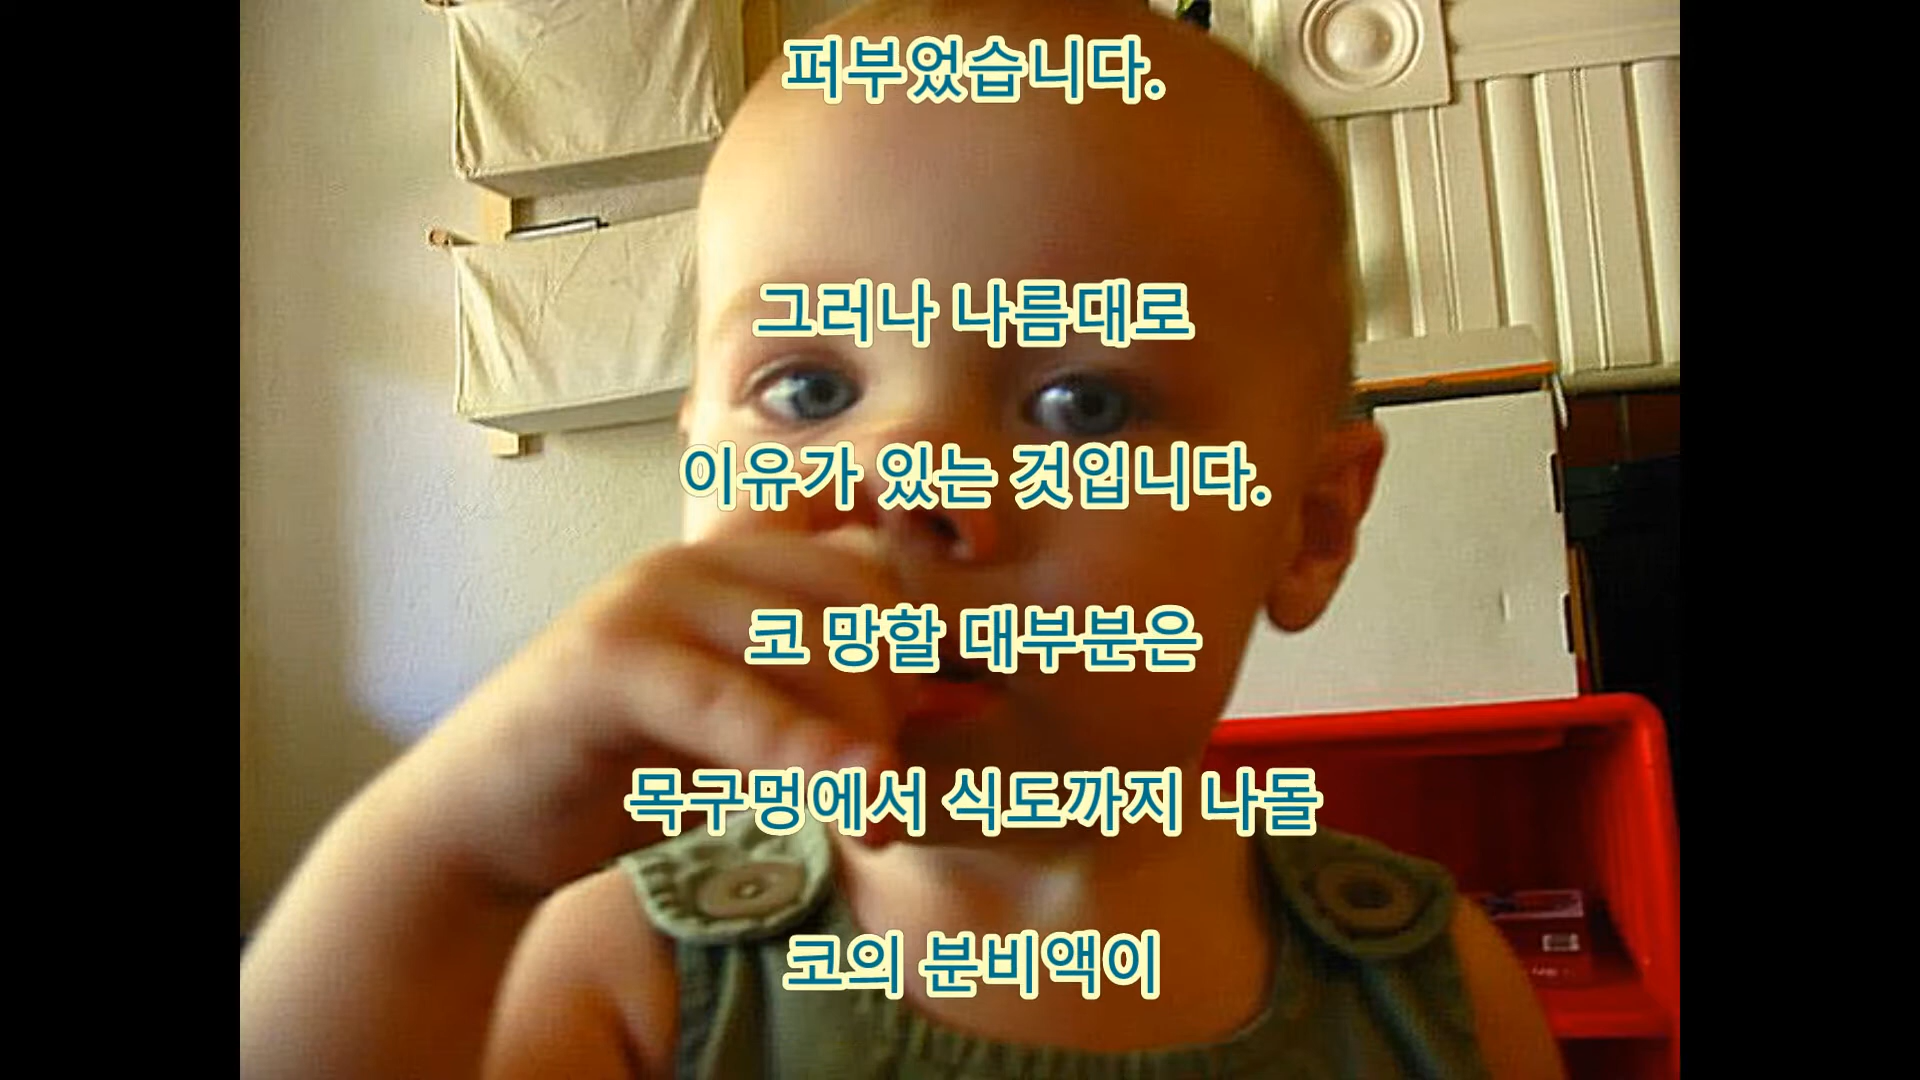 퍼부었습니다.
그러나 나름대로
이유가 있는 것입니다.
코 망할 대부분은
목구멍에서 식도까지 나돌
코의 분비액이